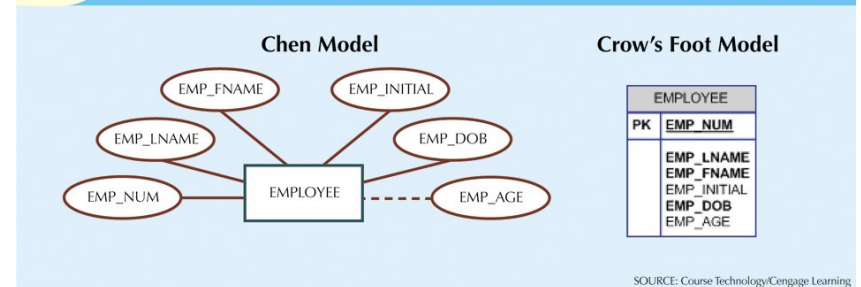 Chen Model
EMP_FNAME
EMP_INITIAL
EMP_LNAME
EMP_DOB
EMP_NUM
EMPLOYEE
EMP_AGE
Crow's Foot Model
EMPLOYEE
PK EMP_NUM
EMP_LNAME
EMP_FNAME
EMP_INITIAL
EMP_DOB
EMP_AGE
SOURCE: Course Technology/Cengage Learning